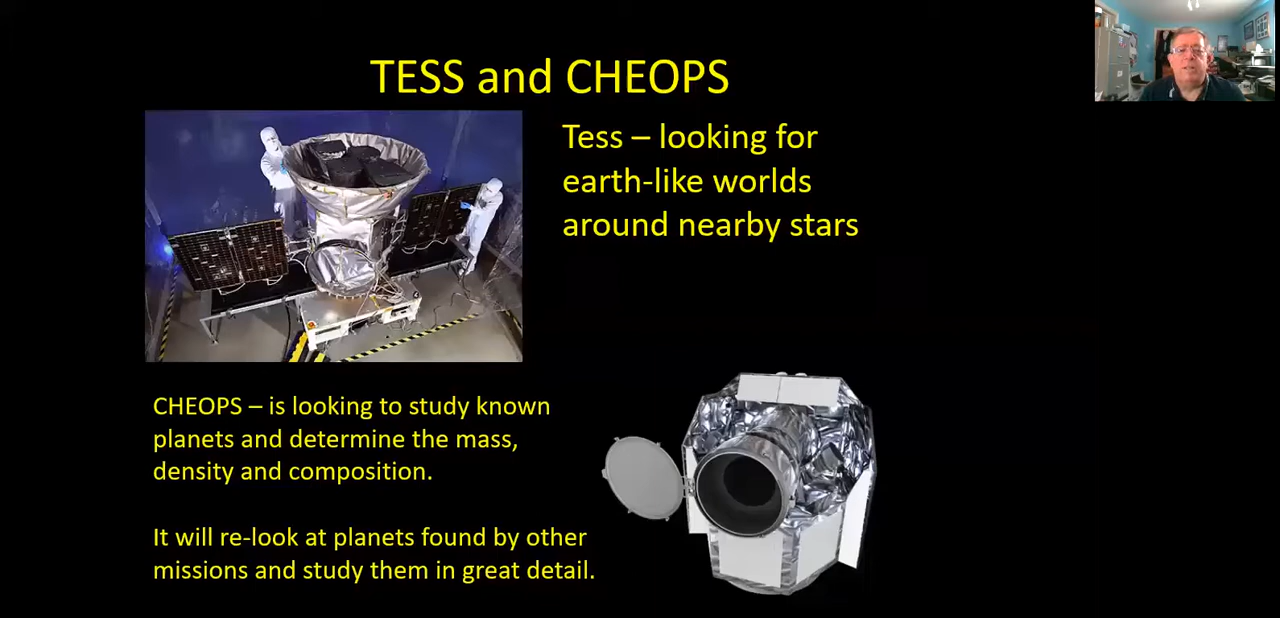 TESS and CHEOPS
Tess – looking for
earth-like worlds
around nearby stars
CHEOPS – is looking to study known
planets and determine the mass,
density and composition.
It will re-look at planets found by other
missions and study them in great detail.